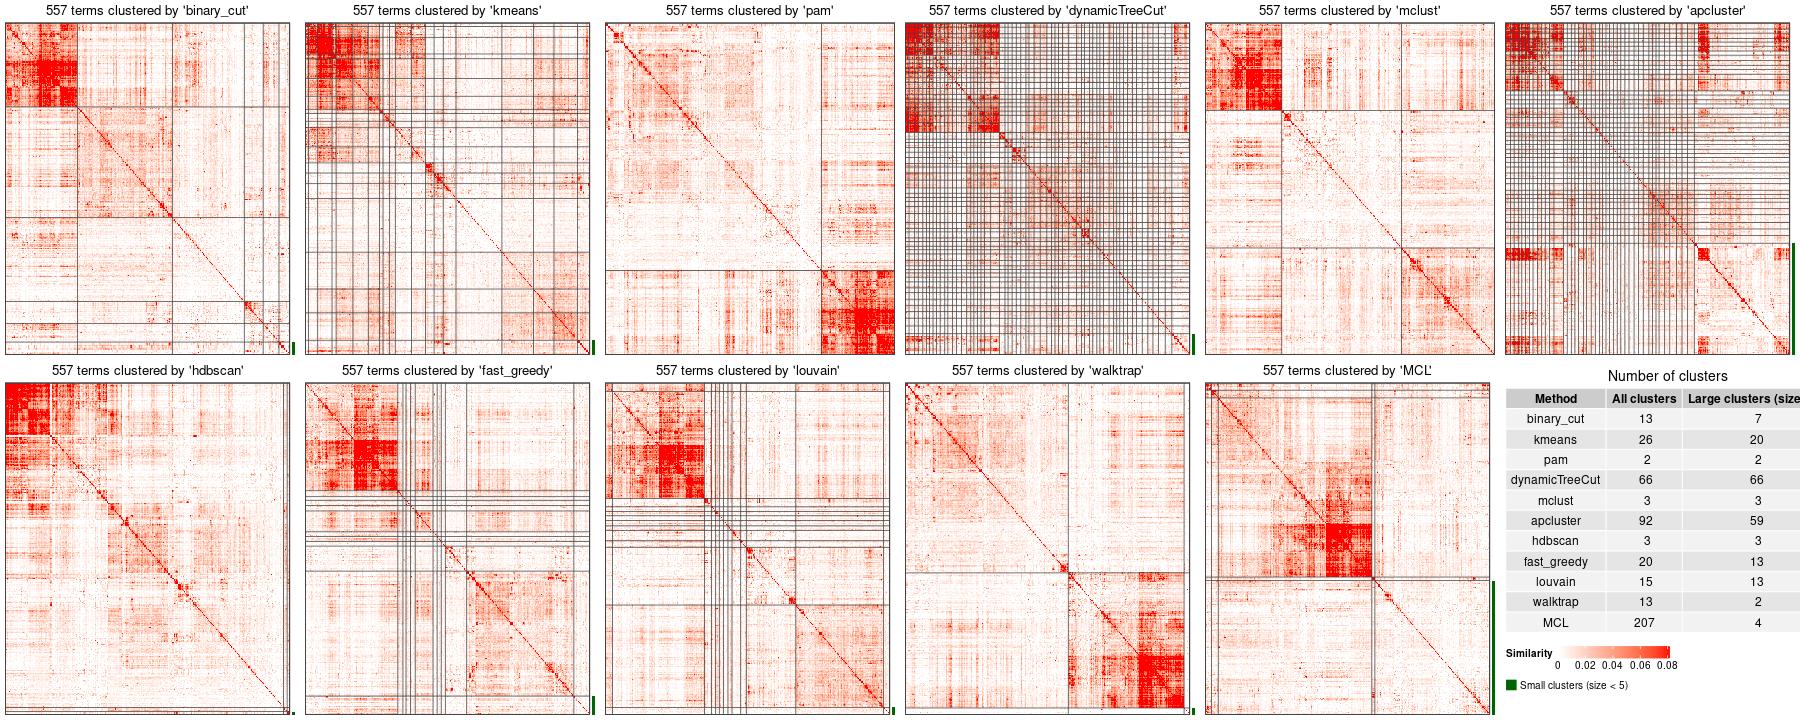 557 terms clustered by 'binary_cut'
557 terms clustered by 'kmeans'
557 terms clustered by 'pam'
557 terms clustered by 'dynamicTreeCut'
557 terms clustered by 'mclust'
557 terms clustered by 'apcluster'
557 terms clustered by 'hdbscan'
557 terms clustered by 'fast_greedy'
557 terms clustered by 'louvain'
557 terms clustered by 'walktrap'
557 terms clustered by 'MCL'
Number of clusters
Method All clusters Large clusters (size
binary_cut 13 7
kmeans 26 20
pam 2 2
dynamicTreeCut 66 66
mclust 3 3
apcluster 92 59
hdbscan 3 3
fast_greedy 20 13
louvain 15 13
walktrap 13 2
MCL 207 4
Similarity
0 0.02 0.04 0.06 0.08
Small clusters (size < 5)